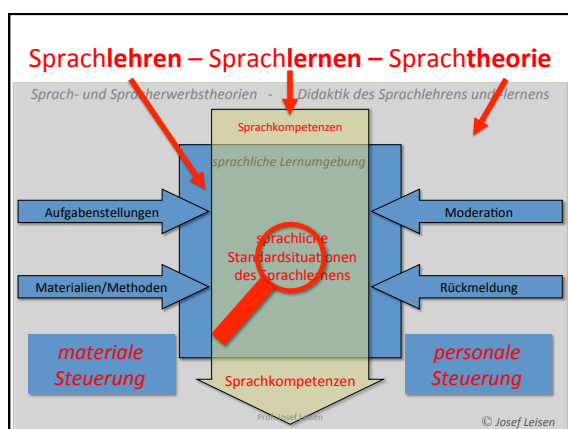 Sprachlehren – Sprachlernen – Sprachtheorie
Sprach- und Spracherwerbstheorien - Didaktik des Sprachlehrens und -lernens
Sprachkompetenzen
sprachliche Lernumgebung
Aufgabenstellungen
Moderation
sprachliche
Standardsituationen
des Sprachlernens
Materialien/Methoden
Rückmeldung
materiale
Steuerung
personale
Steuerung
Sprachkompetenzen
Prof. Josef Leisen
© Josef Leisen